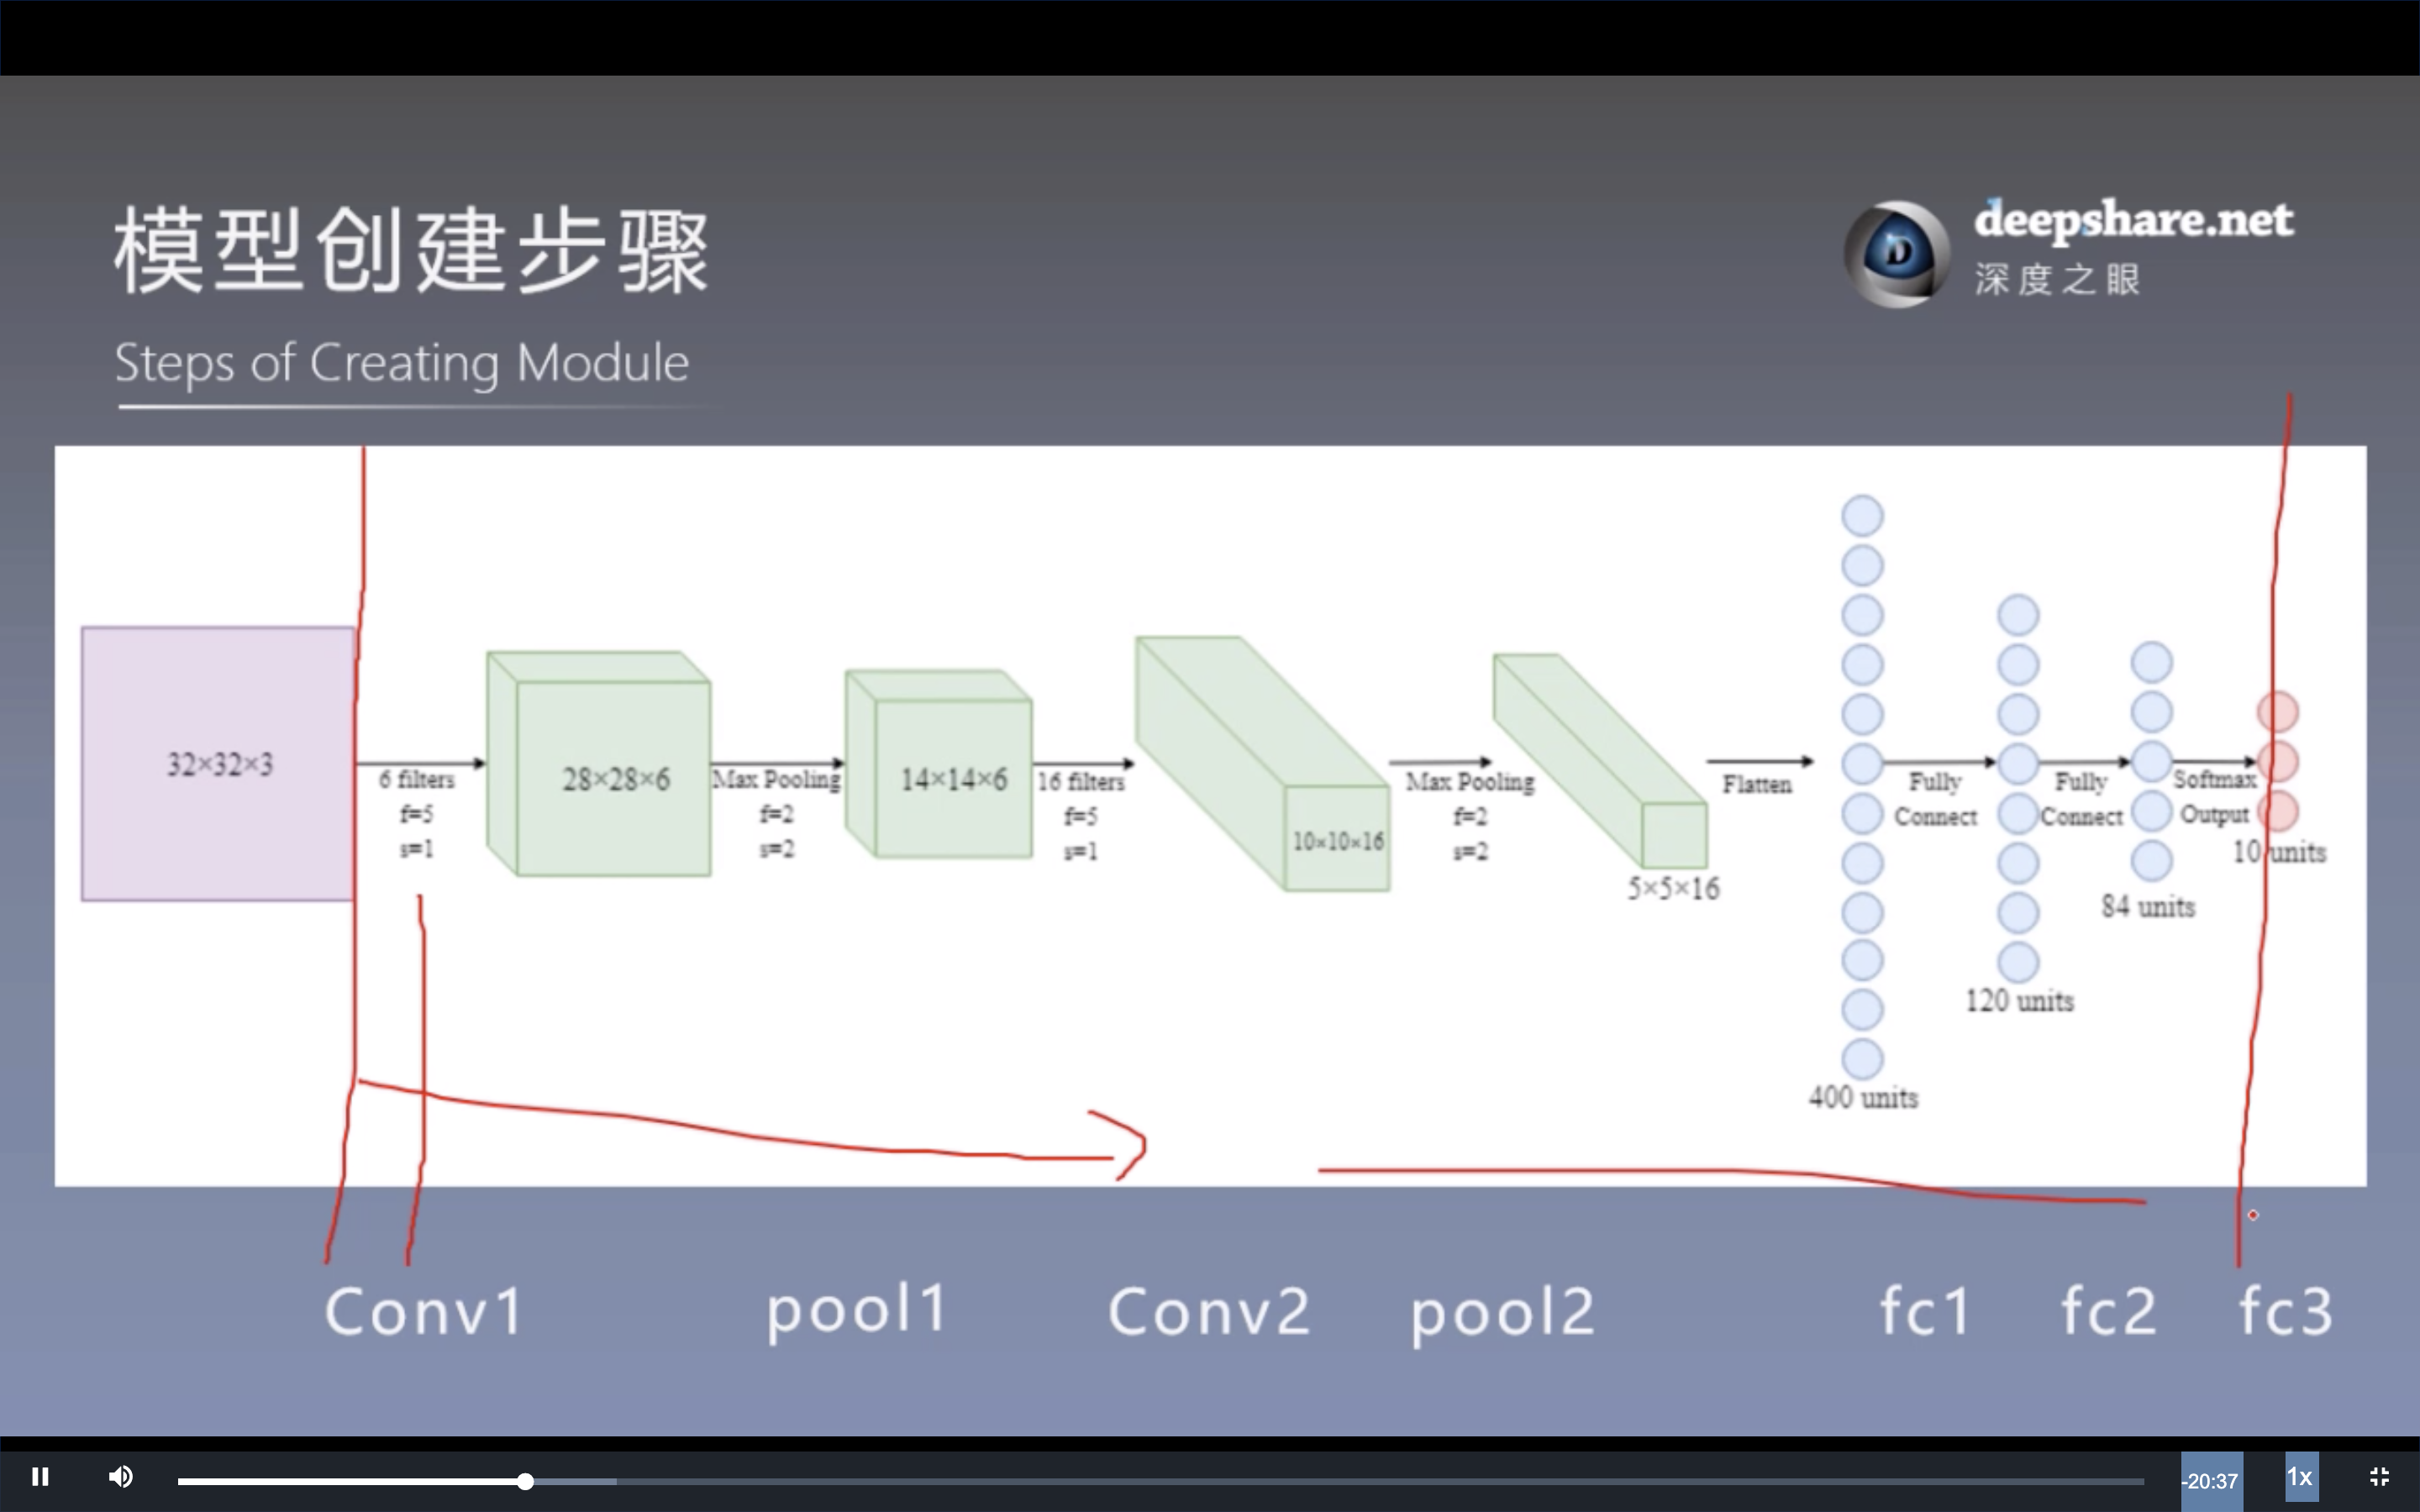 模型创建步骤
deepshare.net
深度之眼
Steps of Creating Module
32×32×3
6 filters
f=5
s=1
28×28×6
Max Pooling
f=2
s=2
14×14×6
16 filters
f=5
s=1
10×10×16
Max Pooling
f=2
s=2
5×5×16
Flatten
400 units
Fully
Connect
120 units
Fully
Connect
84 units
Softmax
Output
10 units
Conv1 pool1 Conv2 pool2 fc1 fc2 fc3
-20:37 1x